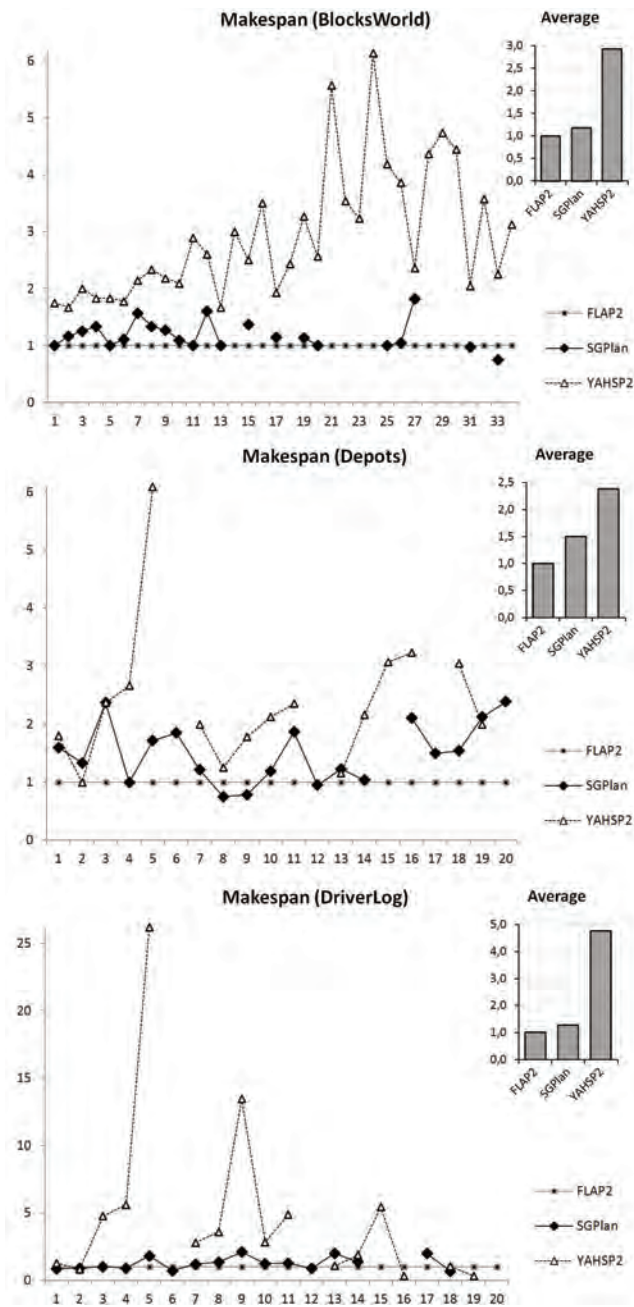 Makespan (BlocksWorld)
Average
6
5
4
3
2
1
0
1 3 5 7 9 11 13 15 17 19 21 23 25 27 29 31 33
3,0
2,5
2,0
1,5
1,0
0,5
0,0
FLAP2 SGPlan YAHSP2
FLAP2
SGPlan
YAHSP2
Makespan (Depots)
Average
6
5
4
3
2
1
0
1 2 3 4 5 6 7 8 9 10 11 12 13 14 15 16 17 18 19 20
2,5
2,0
1,5
1,0
0,5
0,0
FLAP2 SGPlan YAHSP2
FLAP2
SGPlan
YAHSP2
Makespan (DriverLog)
Average
25
20
15
10
5
0
1 2 3 4 5 6 7 8 9 10 11 12 13 14 15 16 17 18 19 20
5,0
4,0
3,0
2,0
1,0
0,0
FLAP2 SGPlan YAHSP2
FLAP2
SGPlan
YAHSP2